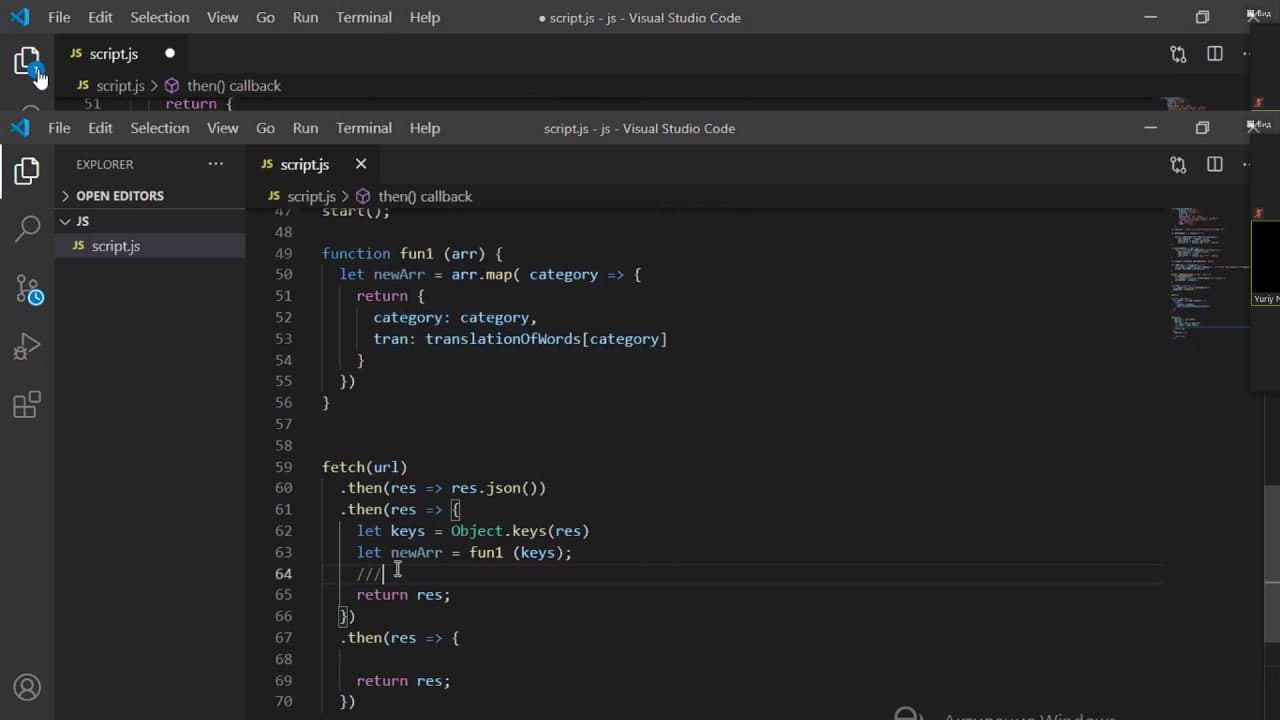 File Edit Selection View Go Run Terminal Help ● script.js - js - Visual Studio Code
Вид
JS script.js ●
JS script.js > then() callback
51 return {
File Edit Selection View Go Run Terminal Help script.js - js - Visual Studio Code
Вид
EXPLORER ···
JS script.js
OPEN EDITORS
JS script.js > then() callback
JS
JS script.js
47 start();
48
49 function fun1 (arr) {
50 let newArr = arr.map( category => {
51 return {
52 category: category,
53 tran: translationOfWords[category]
54 }
55 })
56 }
57
58
59 fetch(url)
60 .then(res => res.json())
61 .then(res => {
62 let keys = Object.keys(res)
63 let newArr = fun1 (keys);
64 ///
65 return res;
66 })
67 .then(res => {
68
69 return res;
70 })
Yuriy